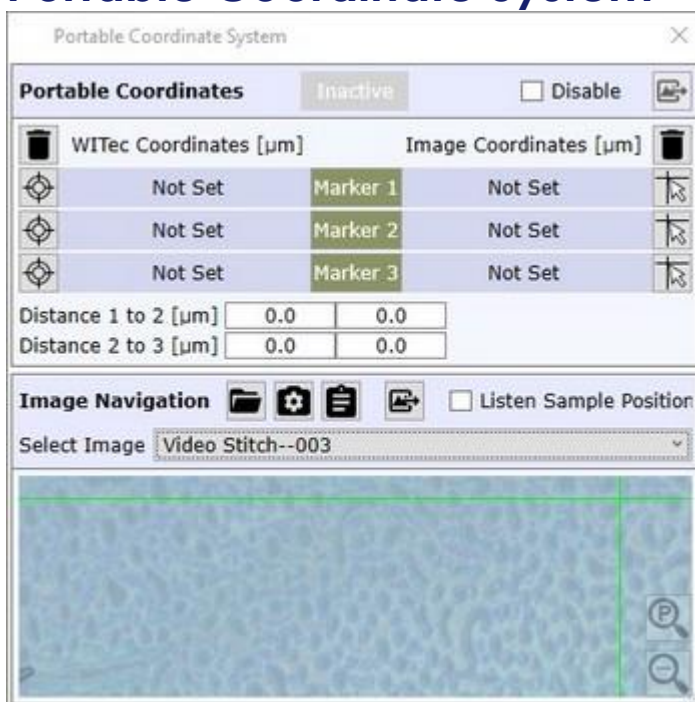 Portable Coordinate System
Portable Coordinates Inactive Disable
WITec Coordinates [µm] Image Coordinates [µm]
Not Set Marker 1 Not Set
Not Set Marker 2 Not Set
Not Set Marker 3 Not Set
Distance 1 to 2 [µm] 0.0 0.0
Distance 2 to 3 [µm] 0.0 0.0
Image Navigation Listen Sample Position
Select Image Video Stitch--003
P